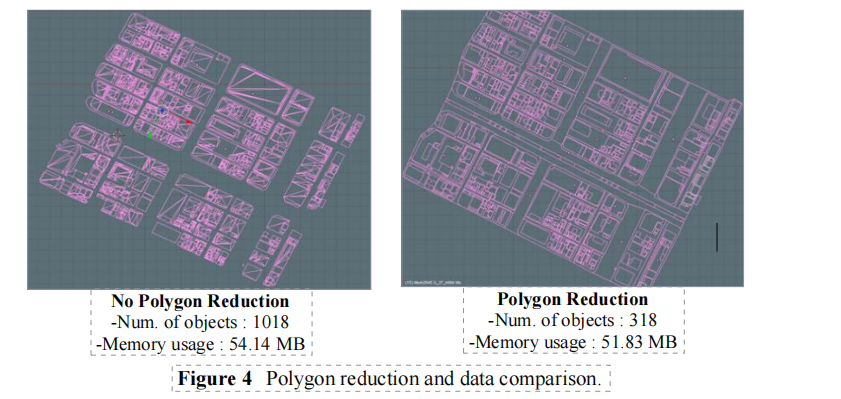 No Polygon Reduction
-Num. of objects : 1018
-Memory usage : 54.14 MB
Polygon Reduction
-Num. of objects : 318
-Memory usage : 51.83 MB
Figure 4 Polygon reduction and data comparison.